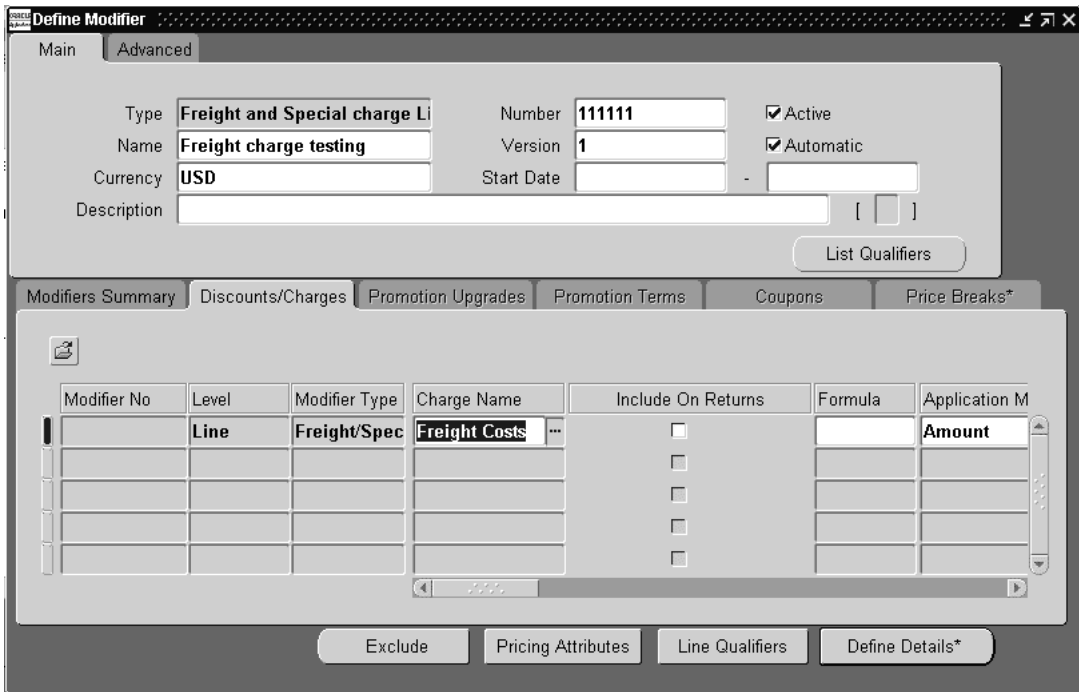 Define Modifier
Main Advanced
Type Freight and Special charge Li Number 111111 Active
Name Freight charge testing Version 1 Automatic
Currency USD Start Date -
Description [ ]
List Qualifiers
Modifiers Summary Discounts/Charges Promotion Upgrades Promotion Terms Coupons Price Breaks*
Modifier No Level Modifier Type Charge Name Include On Returns Formula Application M
Line Freight/Spec Freight Costs ... Amount
Exclude Pricing Attributes Line Qualifiers Define Details*